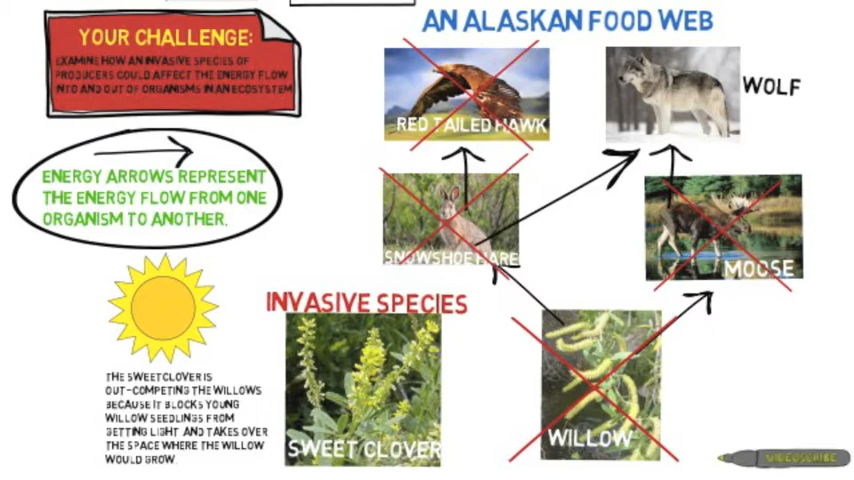 AN ALASKAN FOOD WEB
YOUR CHALLENGE:
EXAMINE HOW AN INVASIVE SPECIES OF
PRODUCERS COULD AFFECT THE ENERGY FLOW
INTO AND OUT OF ORGANISMS IN AN ECOSYSTEM
RED TAILED HAWK
WOLF
ENERGY ARROWS REPRESENT
THE ENERGY FLOW FROM ONE
ORGANISM TO ANOTHER.
SNOWSHOE HARE
MOOSE
INVASIVE SPECIES
THE SWEETCLOVER IS
OUT-COMPETING THE WILLOWS
BECAUSE IT BLOCKS YOUNG
WILLOW SEEDLINGS FROM
GETTING LIGHT AND TAKES OVER
THE SPACE WHERE THE WILLOW
WOULD GROW.
SWEET CLOVER
WILLOW
VIDEOSCRIBE